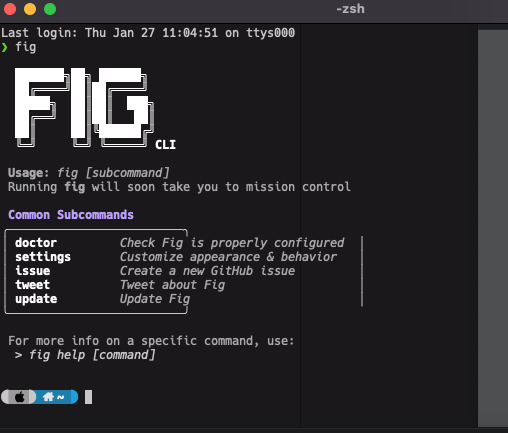 -zsh
Last login: Thu Jan 27 11:04:51 on ttys000
❯ fig
FIG
CLI
Usage: fig [subcommand]
Running fig will soon take you to mission control
Common Subcommands
doctor Check Fig is properly configured
settings Customize appearance & behavior
issue Create a new GitHub issue
tweet Tweet about Fig
update Update Fig
For more info on a specific command, use:
> fig help [command]
~